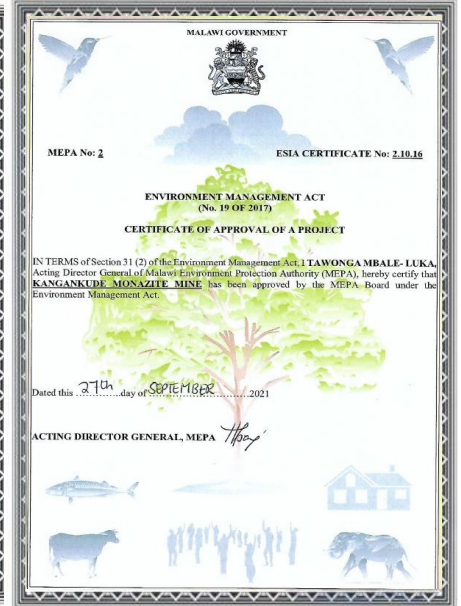 MALAWI GOVERNMENT
MEPA No: 2
ESIA CERTIFICATE No: 2.10.16
ENVIRONMENT MANAGEMENT ACT
(No. 19 OF 2017)
CERTIFICATE OF APPROVAL OF A PROJECT
IN TERMS of Section 31 (2) of the Environment Management Act, I TAWONGA MBALE- LUKA,
Acting Director General of Malawi Environment Protection Authority (MEPA), hereby certify that
KANGANKUDE MONAZITE MINE has been approved by the MEPA Board under the
Environment Management Act.
Dated this 27th day of SEPTEMBER 2021
ACTING DIRECTOR GENERAL, MEPA